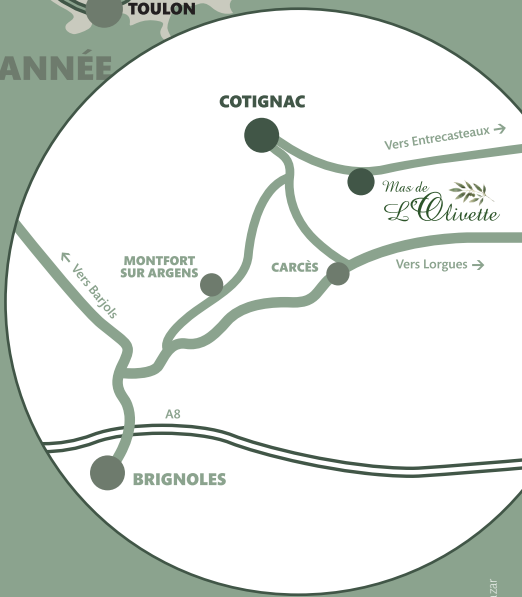 TOULON
ANNÉE
COTIGNAC
Vers Entrecasteaux →
Mas de
L'Olivette
MONTFORT
SUR ARGENS
CARCÈS
Vers Lorgues →
← Vers Barjols
A8
BRIGNOLES